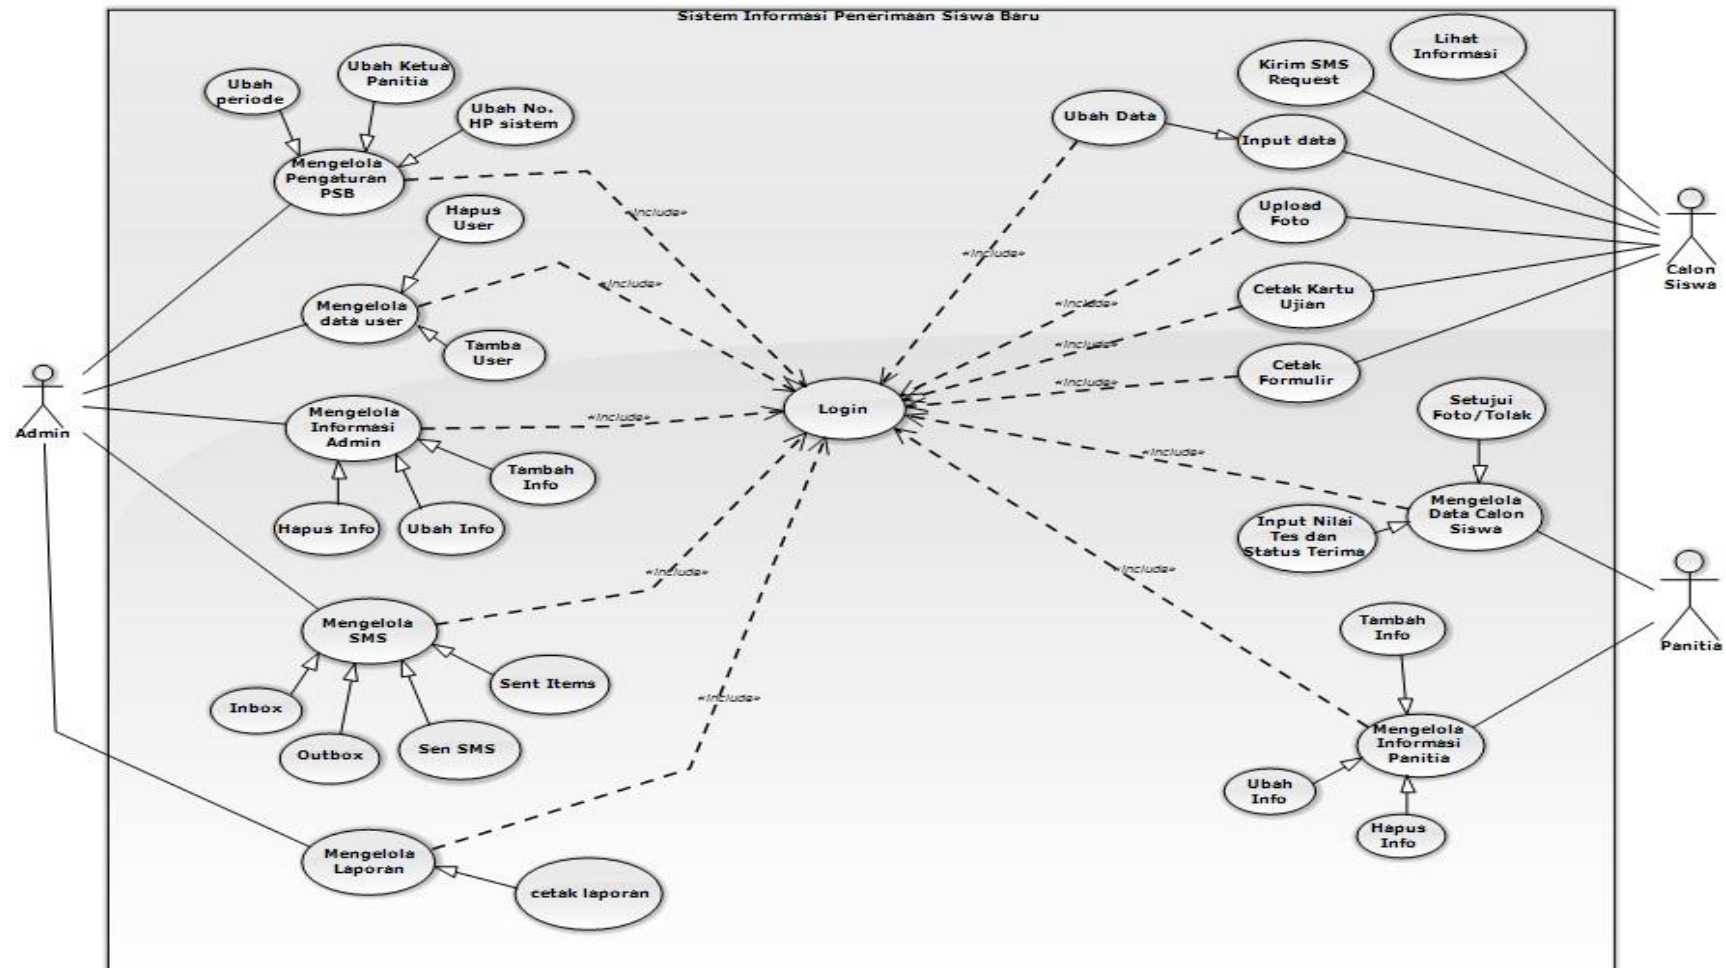 Sistem Informasi Penerimaan Siswa Baru
Ubah
periode
Ubah Ketua
Panitia
Ubah No.
HP sistem
Mengelola
Pengaturan
PSB
Hapus
User
Mengelola
data user
Tamba
User
Admin
Mengelola
Informasi
Admin
Tambah
Info
Hapus Info
Ubah Info
Mengelola
SMS
Inbox
Outbox
Sen SMS
Sent Items
Mengelola
Laporan
cetak laporan
«Include»
«Include»
«Include»
«Include»
«Include»
Login
Lihat
Informasi
Kirim SMS
Request
Ubah Data
Input data
Upload
Foto
Cetak Kartu
Ujian
Cetak
Formulir
Calon
Siswa
«Include»
«Include»
«Include»
«Include»
«Include»
«Include»
Setujui
Foto/Tolak
Mengelola
Data Calon
Siswa
Input Nilai
Tes dan
Status Terima
Panitia
Tambah
Info
Mengelola
Informasi
Panitia
Ubah
Info
Hapus
Info